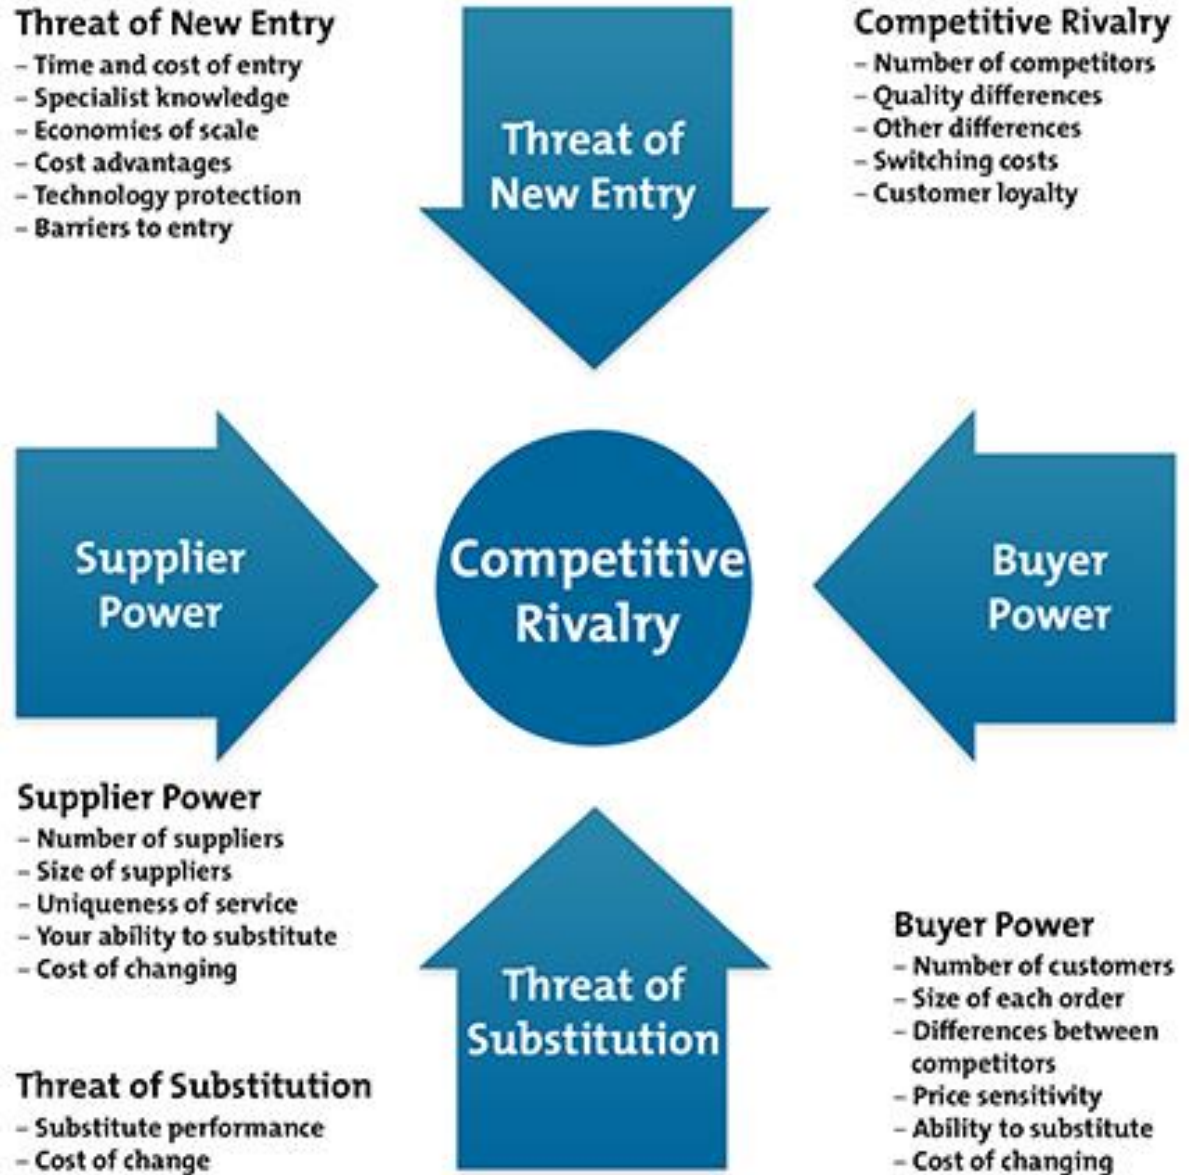 Threat of New Entry
– Time and cost of entry
– Specialist knowledge
– Economies of scale
– Cost advantages
– Technology protection
– Barriers to entry
Threat of
New Entry
Competitive Rivalry
– Number of competitors
– Quality differences
– Other differences
– Switching costs
– Customer loyalty
Supplier
Power
Competitive
Rivalry
Buyer
Power
Supplier Power
– Number of suppliers
– Size of suppliers
– Uniqueness of service
– Your ability to substitute
– Cost of changing
Threat of
Substitution
Threat of Substitution
– Substitute performance
– Cost of change
Buyer Power
– Number of customers
– Size of each order
– Differences between
competitors
– Price sensitivity
– Ability to substitute
– Cost of changing